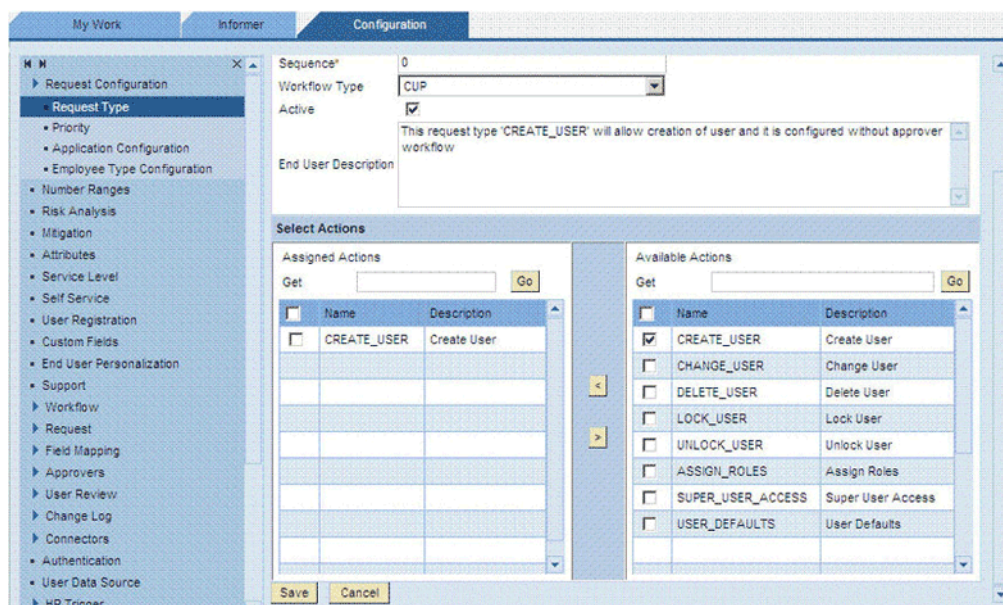 My Work
Informer
Configuration
Request Configuration
Request Type
Priority
Application Configuration
Employee Type Configuration
Number Ranges
Risk Analysis
Mitigation
Attributes
Service Level
Self Service
User Registration
Custom Fields
End User Personalization
Support
Workflow
Request
Field Mapping
Approvers
User Review
Change Log
Connectors
Authentication
User Data Source
HR Trigger
Sequence* 0
Workflow Type CUP
Active
End User Description
This request type 'CREATE_USER' will allow creation of user and it is configured without approver
workflow
Select Actions
Assigned Actions
Get Go
Name Description
CREATE_USER Create User
<
>
Available Actions
Get Go
Name Description
CREATE_USER Create User
CHANGE_USER Change User
DELETE_USER Delete User
LOCK_USER Lock User
UNLOCK_USER Unlock User
ASSIGN_ROLES Assign Roles
SUPER_USER_ACCESS Super User Access
USER_DEFAULTS User Defaults
Save Cancel